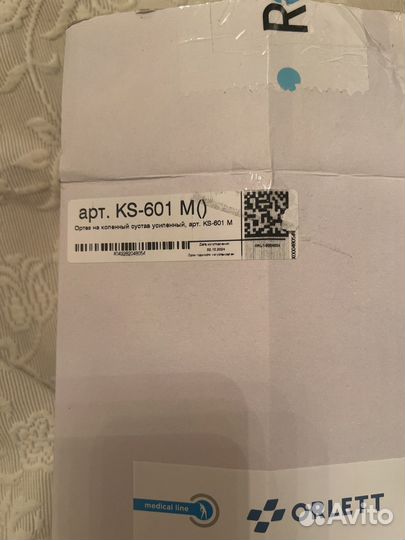 R
арт. KS-601 M()
Ортез на коленный сустав усиленный, арт. KS-601 M
Дата изготовления
02.10.2024
medical line
ORLETT
Avito